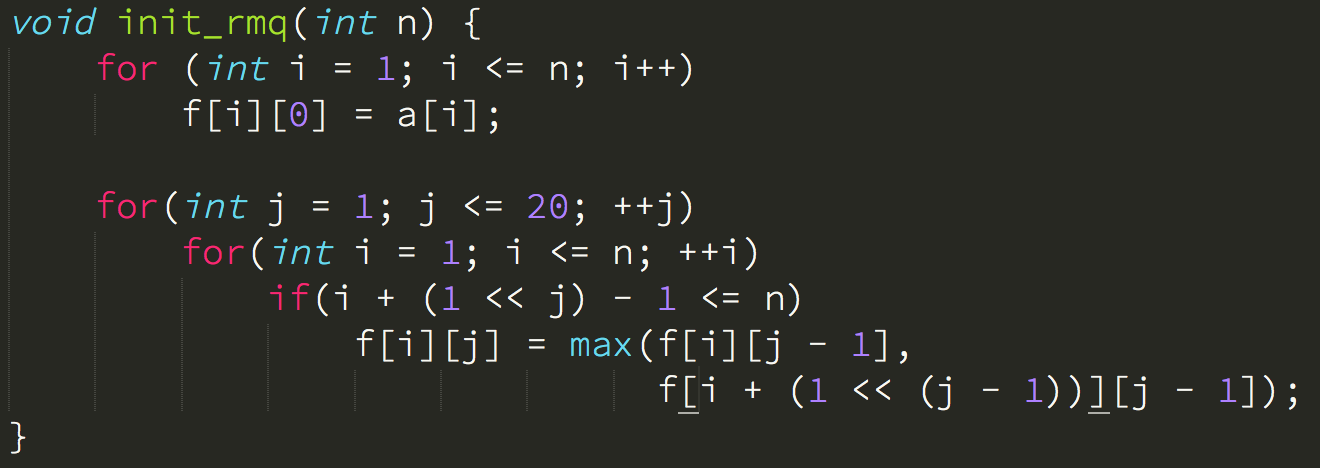 void init_rmq(int n) {
    for (int i = 1; i <= n; i++)
        f[i][0] = a[i];

    for(int j = 1; j <= 20; ++j)
        for(int i = 1; i <= n; ++i)
            if(i + (1 << j) - 1 <= n)
                f[i][j] = max(f[i][j - 1],
                              f[i + (1 << (j - 1))][j - 1]);
}